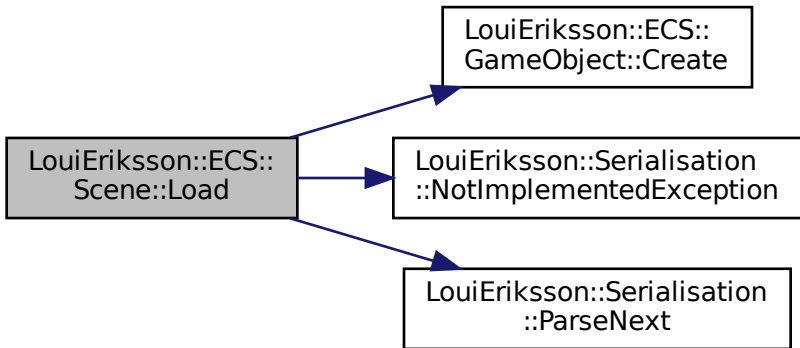 LouiEriksson::ECS::
Scene::Load
LouiEriksson::ECS::
GameObject::Create
LouiEriksson::Serialisation
::NotImplementedException
LouiEriksson::Serialisation
::ParseNext